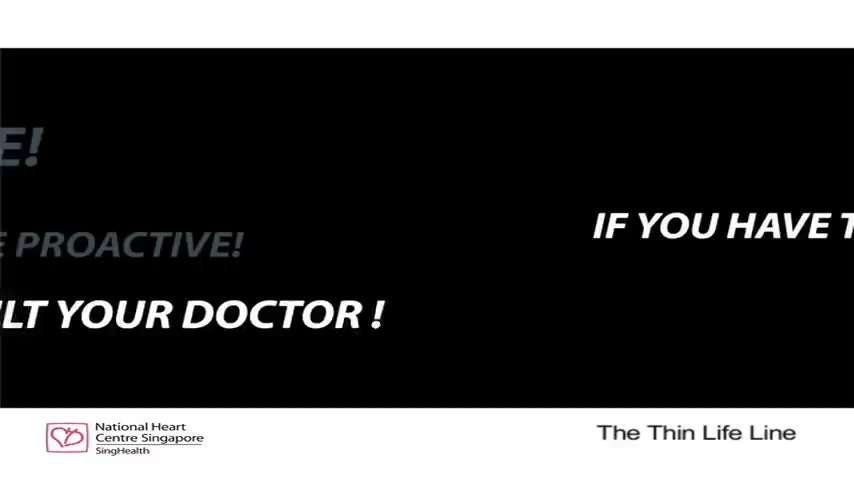 E!
IF YOU HAVE T
E PROACTIVE!
LT YOUR DOCTOR !
National Heart
Centre Singapore
SingHealth
The Thin Life Line